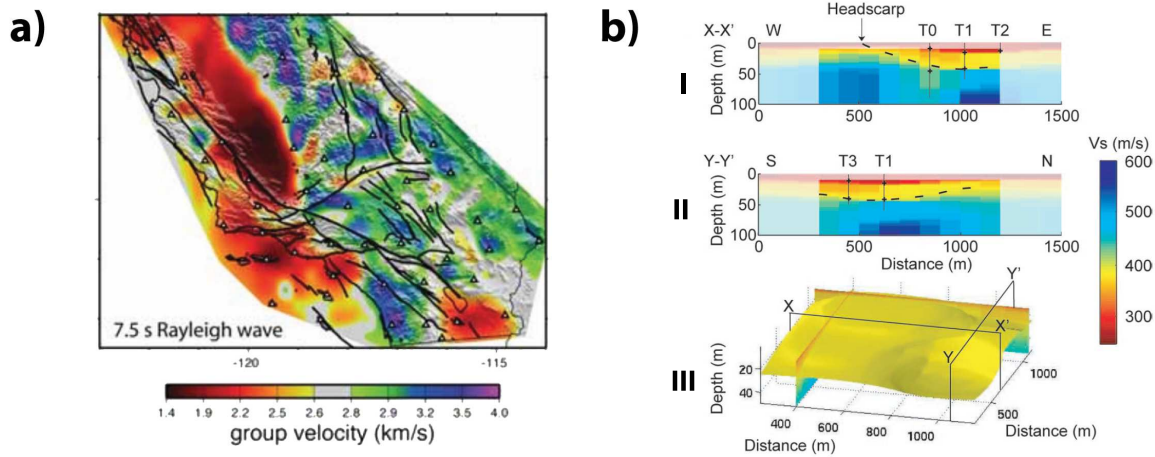 a)
7.5 s Rayleigh wave
-120
-115
1.4 1.9 2.2 2.5 2.6 2.8 2.9 3.2 3.5 4.0
group velocity (km/s)
b)
Headscarp
X-X' W T0 T1 T2 E
I
Depth (m)
0
50
100
0 500 1000 1500
Y-Y' S T3 T1 N
II
Depth (m)
0
50
100
0 500 1000 1500
Distance (m)
Vs (m/s)
600
500
400
300
III
X
Y'
X'
Y
Depth (m)
20
40
400 600 800 1000
Distance (m)
500
1000
Distance (m)